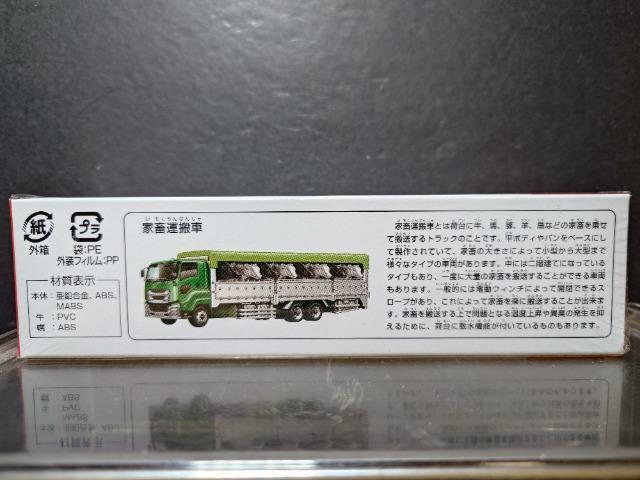 紙
外箱
プラ
袋:PE
外装フィルム:PP
材質表示
本体:亜鉛合金、ABS、
MABS
牛:PVC
柵:ABS
かちくうんぱんしゃ
家畜運搬車
家畜運搬車とは荷台に牛、馬、豚、羊、鳥などの家畜を乗せ
て搬送するトラックのことです。平ボディやバンをベースにし
て製作されていて、家畜の大きさによって小型から大型まで
様々なタイプの車両があります。中には二階建てになっている
タイプもあり、一度に大量の家畜を搬送することができる車両
もあります。一般的には電動ウィンチによって開閉できるス
ロープがあり、これによって家畜を楽に搬送することが出来ま
す。家畜を搬送する上で問題となる温度上昇や異臭の発生を抑
えるために、荷台に散水機能が付いているものもあります。